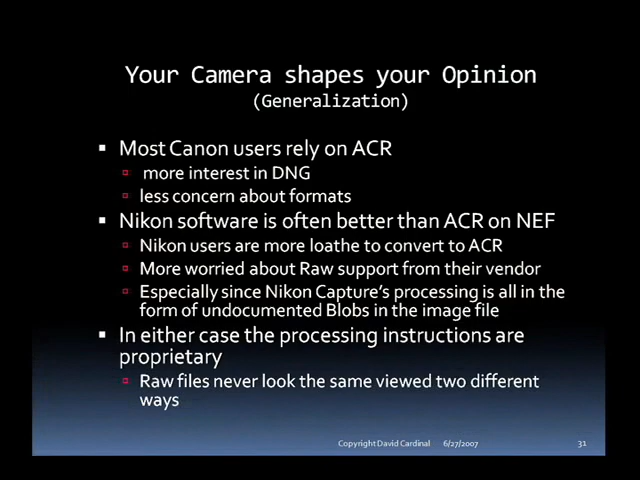 Your Camera shapes your Opinion
(Generalization)
Most Canon users rely on ACR
more interest in DNG
less concern about formats
Nikon software is often better than ACR on NEF
Nikon users are more loathe to convert to ACR
More worried about Raw support from their vendor
Especially since Nikon Capture's processing is all in the
form of undocumented Blobs in the image file
In either case the processing instructions are
proprietary
Raw files never look the same viewed two different
ways
Copyright David Cardinal 6/27/2007 31